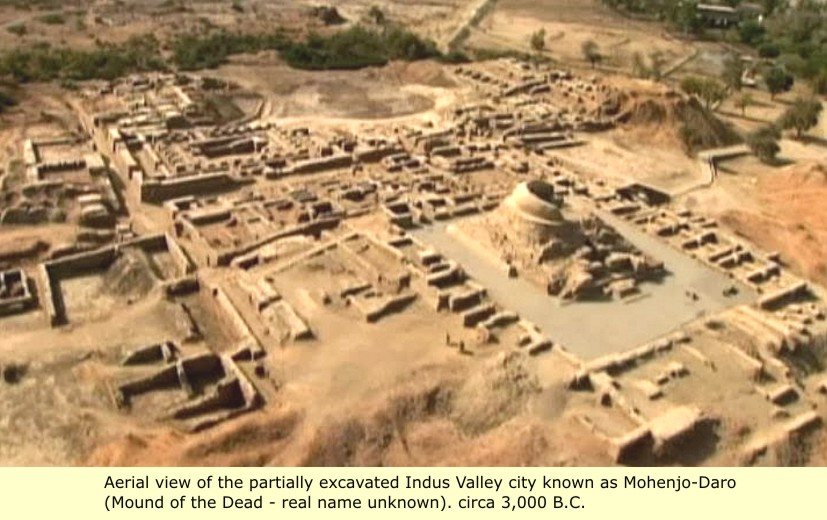 Aerial view of the partially excavated Indus Valley city known as Mohenjo-Daro
(Mound of the Dead - real name unknown). circa 3,000 B.C.